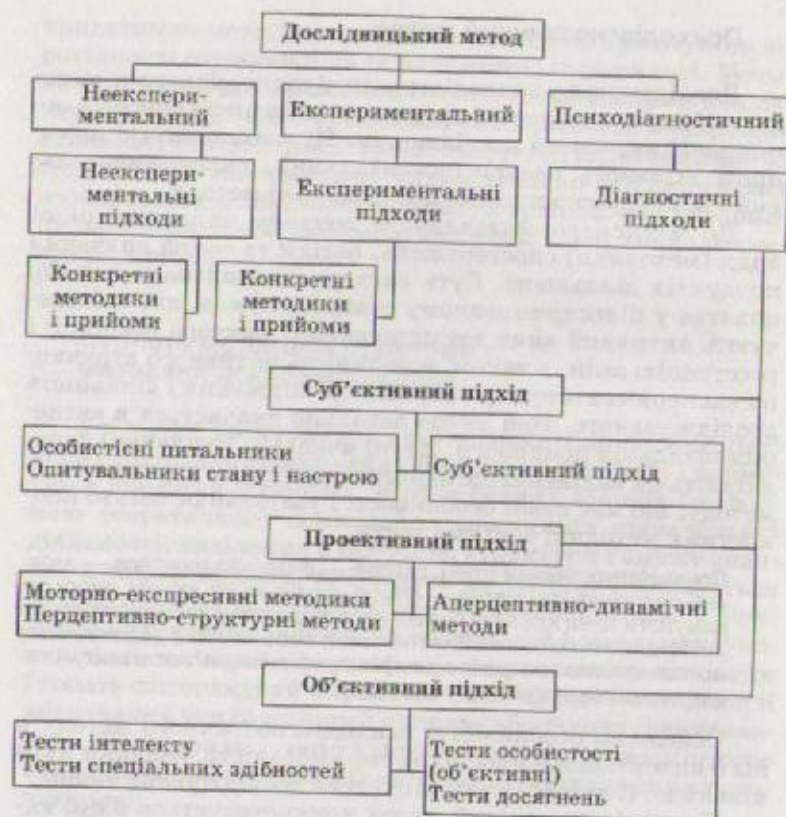 Дослідницький метод
Неекспери-
ментальний
Експериментальний
Психодіагностичний
Неекспери-
ментальні
підходи
Експериментальні
підходи
Діагностичні
підходи
Конкретні
методики
і прийоми
Конкретні
методики
і прийоми
Суб’єктивний підхід
Особистісні питальники
Опитувальники стану і настрою
Суб’єктивний підхід
Проективний підхід
Моторно-експресивні методики
Перцептивно-структурні методи
Аперцептивно-динамічні
методи
Об’єктивний підхід
Тести інтелекту
Тести спеціальних здібностей
Тести особистості
(об’єктивні)
Тести досягнень